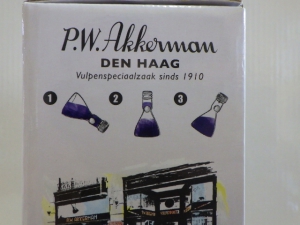 P.W.Akkerman
DEN HAAG
Vulpenspeciaalzaak sinds 1910
1 2 3